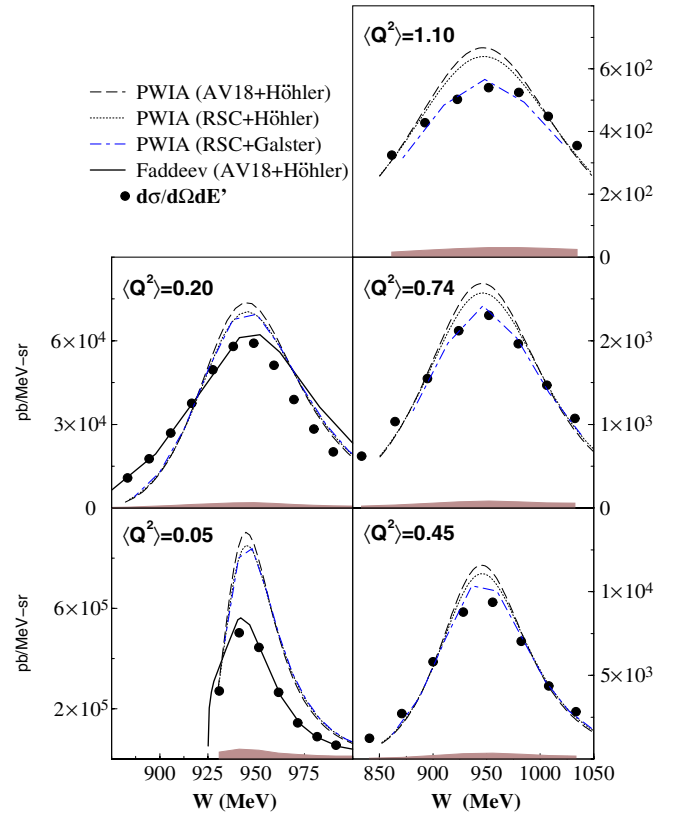 ⟨Q²⟩=1.10
PWIA (AV18+Höhler)
PWIA (RSC+Höhler)
PWIA (RSC+Galster)
Faddeev (AV18+Höhler)
dσ/dΩdE’
6×10²
4×10²
2×10²
0
⟨Q²⟩=0.20
6×10⁴
3×10⁴
0
pb/MeV−sr
⟨Q²⟩=0.74
2×10³
1×10³
0
⟨Q²⟩=0.05
6×10⁵
2×10⁵
pb/MeV−sr
⟨Q²⟩=0.45
1×10⁴
5×10³
900 925 950 975
850 900 950 1000 1050
W (MeV)
W (MeV)